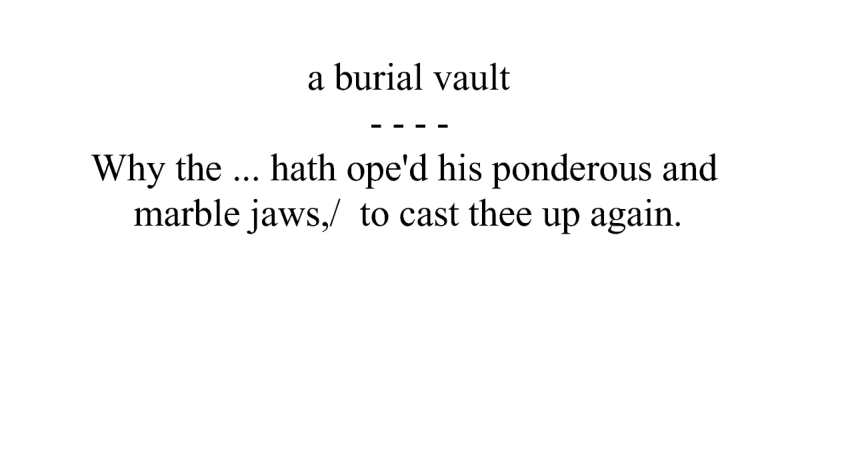 a burial vault
- - - -
Why the ... hath ope'd his ponderous and
marble jaws,/  to cast thee up again.